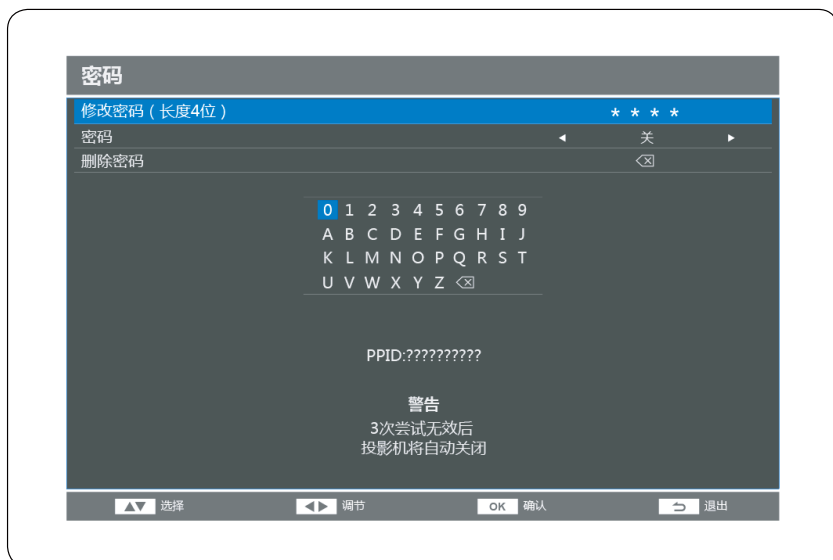 密码
修改密码（长度4位） * * * *
密码 ◀ 关 ▶
删除密码
0 1 2 3 4 5 6 7 8 9
A B C D E F G H I J
K L M N O P Q R S T
U V W X Y Z
PPID:??????????
警告
3次尝试无效后
投影机将自动关闭
▲▼ 选择 ◀▶ 调节 OK 确认 退出